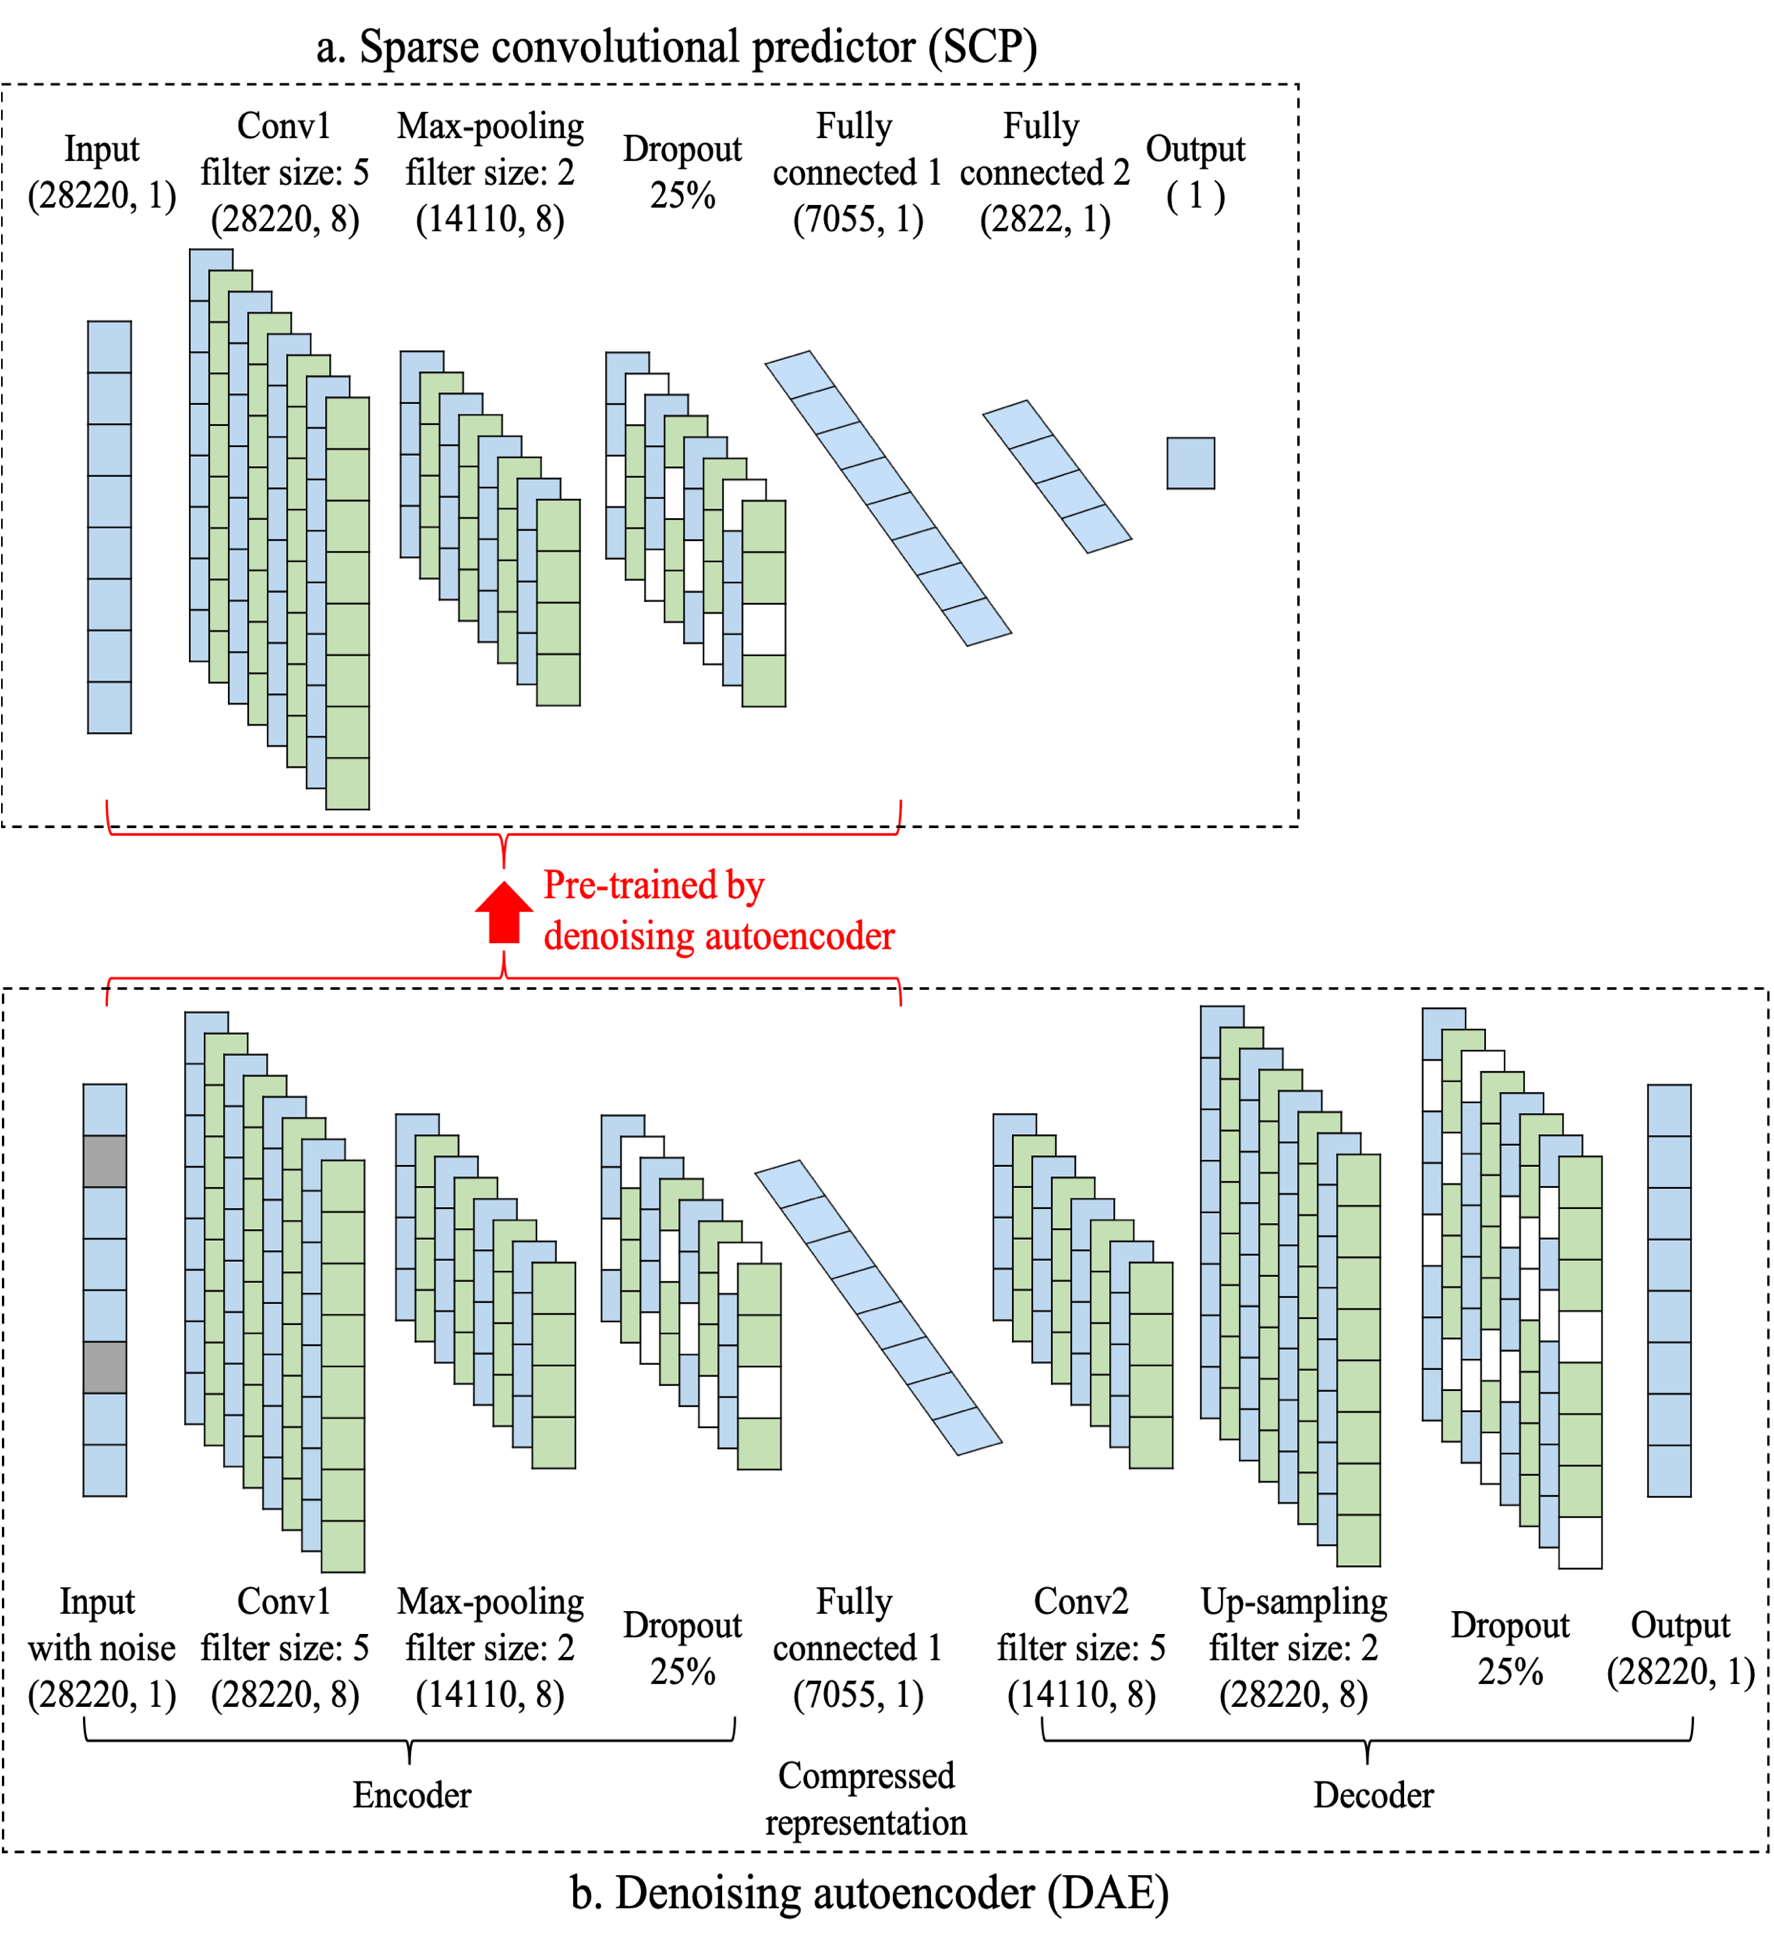 a. Sparse convolutional predictor (SCP)
Input
(28220, 1)
Conv1
filter size: 5
(28220, 8)
Max-pooling
filter size: 2
(14110, 8)
Dropout
25%
Fully
connected 1
(7055, 1)
Fully
connected 2
(2822, 1)
Output
( 1 )
Pre-trained by
denoising autoencoder
Input
with noise
(28220, 1)
Conv1
filter size: 5
(28220, 8)
Max-pooling
filter size: 2
(14110, 8)
Dropout
25%
Fully
connected 1
(7055, 1)
Conv2
filter size: 5
(14110, 8)
Up-sampling
filter size: 2
(28220, 8)
Dropout
25%
Output
(28220, 1)
Encoder
Compressed
representation
Decoder
b. Denoising autoencoder (DAE)